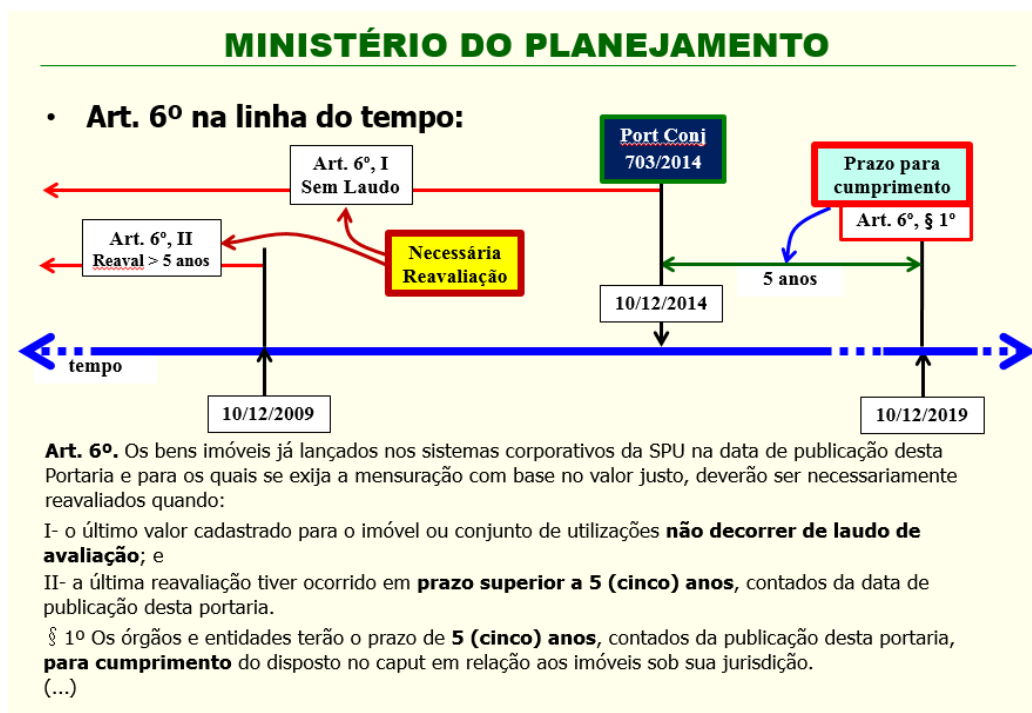 MINISTÉRIO DO PLANEJAMENTO
• Art. 6º na linha do tempo:
Port Conj
703/2014
Art. 6º, I
Sem Laudo
Prazo para
cumprimento
Art. 6º, § 1º
Art. 6º, II
Reaval > 5 anos
Necessária
Reavaliação
5 anos
10/12/2014
tempo
10/12/2009
10/12/2019
Art. 6º. Os bens imóveis já lançados nos sistemas corporativos da SPU na data de publicação desta
Portaria e para os quais se exija a mensuração com base no valor justo, deverão ser necessariamente
reavaliados quando:
I- o último valor cadastrado para o imóvel ou conjunto de utilizações não decorrer de laudo de
avaliação; e
II- a última reavaliação tiver ocorrido em prazo superior a 5 (cinco) anos, contados da data de
publicação desta portaria.
§ 1º Os órgãos e entidades terão o prazo de 5 (cinco) anos, contados da publicação desta portaria,
para cumprimento do disposto no caput em relação aos imóveis sob sua jurisdição.
(...)